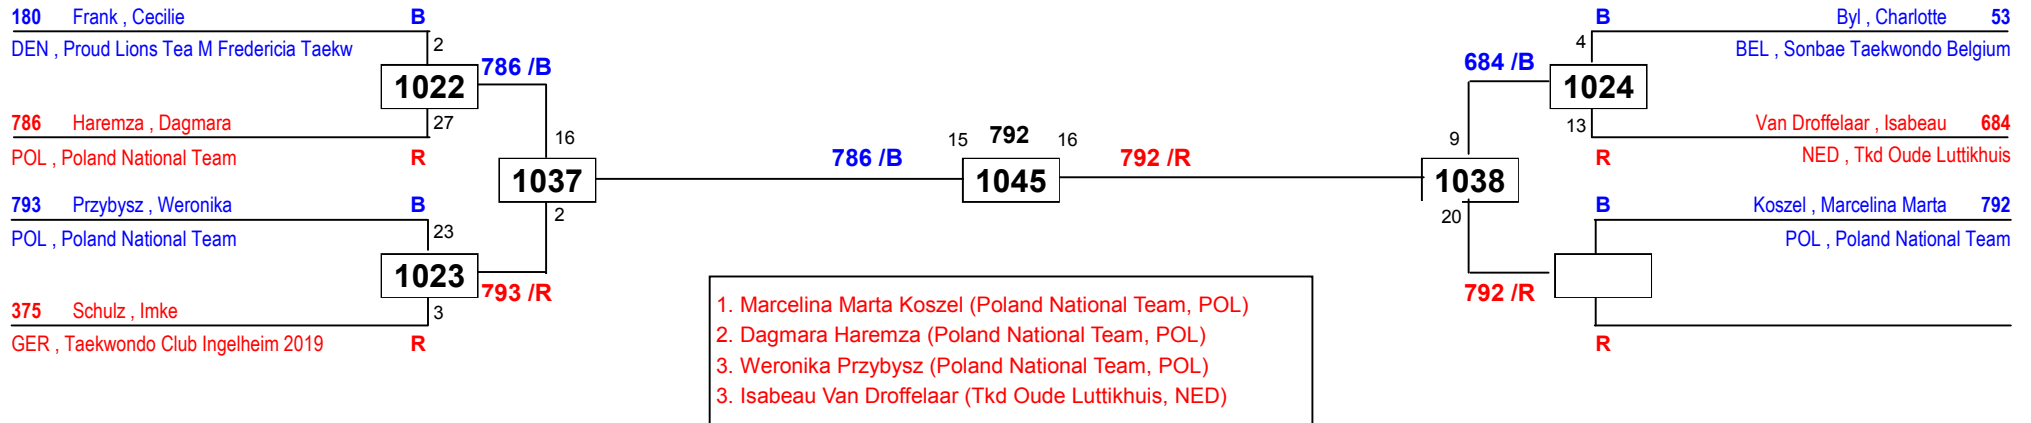 180 Frank , Cecilie B
DEN , Proud Lions Tea M Fredericia Taekw
2
1022
786 /B
27
786 Haremza , Dagmara
POL , Poland National Team R
16
1037
2
793 Przybysz , Weronika B
POL , Poland National Team
23
1023
793 /R
3
375 Schulz , Imke
GER , Taekwondo Club Ingelheim 2019 R
786 /B
15 792 16
1045
792 /R
B Byl , Charlotte 53
BEL , Sonbae Taekwondo Belgium
4
684 /B
1024
13
Van Droffelaar , Isabeau 684
R NED , Tkd Oude Luttikhuis
9
1038
20
B Koszel , Marcelina Marta 792
POL , Poland National Team
792 /R
R
1. Marcelina Marta Koszel (Poland National Team, POL)
2. Dagmara Haremza (Poland National Team, POL)
3. Weronika Przybysz (Poland National Team, POL)
3. Isabeau Van Droffelaar (Tkd Oude Luttikhuis, NED)